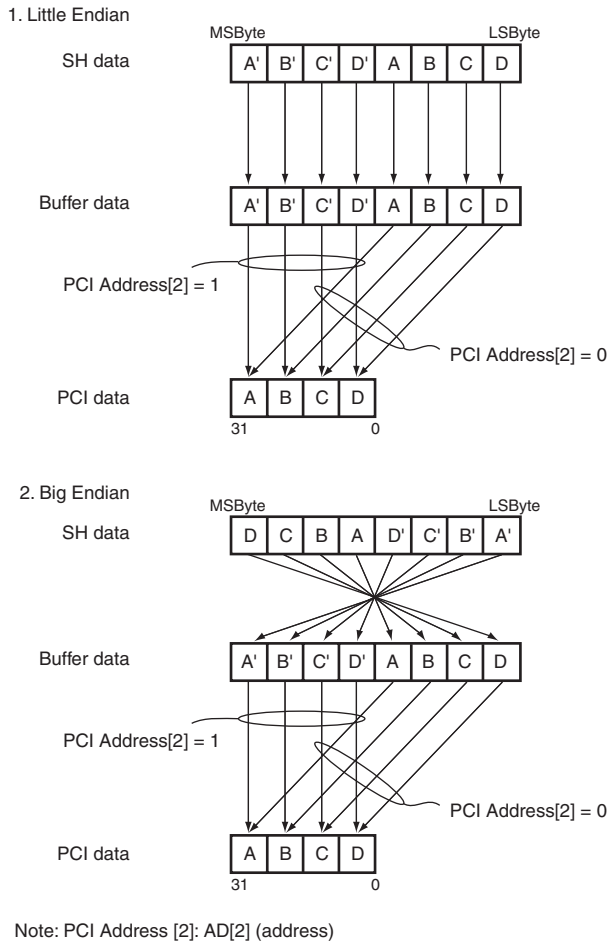 1. Little Endian
MSByte LSByte
SH data A' B' C' D' A B C D
Buffer data A' B' C' D' A B C D
PCI Address[2] = 1
PCI Address[2] = 0
PCI data A B C D
31 0
2. Big Endian
MSByte LSByte
SH data D C B A D' C' B' A'
Buffer data A' B' C' D' A B C D
PCI Address[2] = 1
PCI Address[2] = 0
PCI data A B C D
31 0
Note: PCI Address [2]: AD[2] (address)